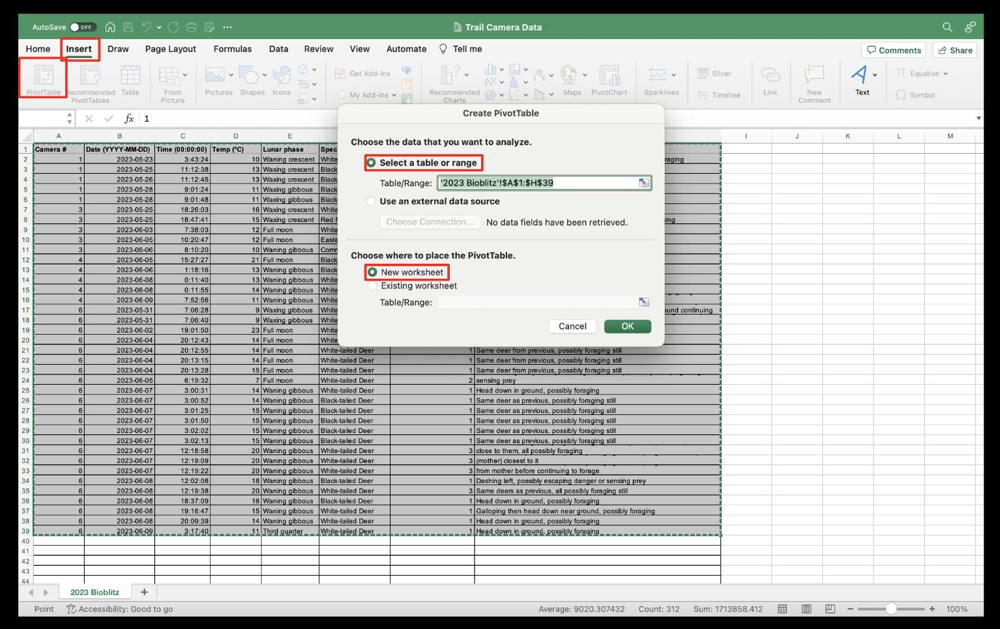 AutoSave OFF
Trail Camera Data
Home Insert Draw Page Layout Formulas Data Review View Automate Tell me Comments Share
PivotTable Recommended PivotTables Table From Picture Pictures Shapes Icons Get Add-ins My Add-ins Recommended Charts Maps PivotChart Sparklines Slicer Timeline Link New Comment Text Equation Symbol
fx 1
Create PivotTable
Choose the data that you want to analyze.
Select a table or range
Table/Range: '2023 Bioblitz'!$A$1:$H$39
Use an external data source
Choose Connection... No data fields have been retrieved.
Choose where to place the PivotTable.
New worksheet
Existing worksheet
Table/Range:
Cancel OK
A B C D E I J K L M
1 Camera # Date (YYYY-MM-DD) Time (00:00:00) Temp (°C) Lunar phase Spec
2 1 2023-05-23 3:43:24 10 Waning crescent White raging
3 1 2023-05-25 11:12:38 13 Waxing crescent Black
4 1 2023-05-26 11:12:45 13 Waxing crescent Black
5 1 2023-05-28 9:01:24 11 Waxing gibbous Black
6 1 2023-05-28 9:01:48 11 Waxing gibbous Black
7 3 2023-05-25 18:26:03 16 Waxing crescent White
8 3 2023-05-25 18:47:41 15 Waxing crescent Red F ing
9 3 2023-06-03 7:38:03 12 Full moon White
10 3 2023-06-05 10:20:47 12 Full moon Easte
11 3 2023-06-06 8:10:20 10 Waning gibbous Comn
12 4 2023-06-05 15:27:27 21 Full moon Black
13 4 2023-06-06 1:18:16 13 Waning gibbous Black
14 4 2023-06-08 0:11:40 13 Waning gibbous White
15 4 2023-06-08 0:11:55 14 Waning gibbous White
16 4 2023-06-09 7:52:56 11 Waning gibbous White
17 6 2023-05-31 7:06:28 9 Waxing gibbous White ound continuing
18 6 2023-05-31 7:06:40 9 Waxing gibbous White
19 6 2023-06-02 19:01:50 23 Full moon White
20 6 2023-06-04 20:12:43 14 Full moon White
21 6 2023-06-04 20:12:55 14 Full moon White-tailed Deer 1 Same deer from previous, possibly foraging still
22 6 2023-06-04 20:13:15 14 Full moon White-tailed Deer 1 Same deer from previous, possibly foraging still
23 6 2023-06-04 20:13:28 15 Full moon White-tailed Deer 1 Same deer from previous, possibly foraging still
24 6 2023-06-05 6:19:32 7 Full moon White-tailed Deer 2 sensing prey
25 6 2023-06-07 3:00:31 14 Waning gibbous White-tailed Deer 1 Head down in ground, possibly foraging
26 6 2023-06-07 3:00:52 14 Waning gibbous Black-tailed Deer 1 Same deer as previous, possibly foraging still
27 6 2023-06-07 3:01:25 15 Waning gibbous Black-tailed Deer 1 Same deer as previous, possibly foraging still
28 6 2023-06-07 3:01:50 15 Waning gibbous Black-tailed Deer 1 Same deer as previous, possibly foraging still
29 6 2023-06-07 3:02:02 15 Waning gibbous Black-tailed Deer 1 Same deer as previous, possibly foraging still
30 6 2023-06-07 3:02:13 15 Waning gibbous Black-tailed Deer 1 Same deer as previous, possibly foraging still
31 6 2023-06-07 12:18:58 20 Waning gibbous White-tailed Deer 3 close to them, all possibly foraging
32 6 2023-06-07 12:19:09 20 Waning gibbous White-tailed Deer 3 (mother) closest to it
33 6 2023-06-07 12:19:22 20 Waning gibbous White-tailed Deer 3 from mother before continuing to forage
34 6 2023-06-08 12:02:08 18 Waning gibbous Black-tailed Deer 1 Dashing left, possibly escaping danger or sensing prey
35 6 2023-06-08 12:19:38 20 Waning gibbous White-tailed Deer 3 Same deers as previous, all possibly foraging still
36 6 2023-06-08 18:37:09 16 Waning gibbous Black-tailed Deer 1 Head down in ground, possibly foraging
37 6 2023-06-08 19:16:47 15 Waning gibbous White-tailed Deer 1 Galloping then head down near ground, possibly foraging
38 6 2023-06-08 20:09:39 14 Waning gibbous White-tailed Deer 1 Head down in ground, possibly foraging
39 6 2023-06-09 3:17:40 11 Third quarter White-tailed Deer 1 Head down in ground, possibly foraging
40
41
42
43
44
2023 Bioblitz +
Point Accessibility: Good to go Average: 9020.307432 Count: 312 Sum: 1713858.412 100%